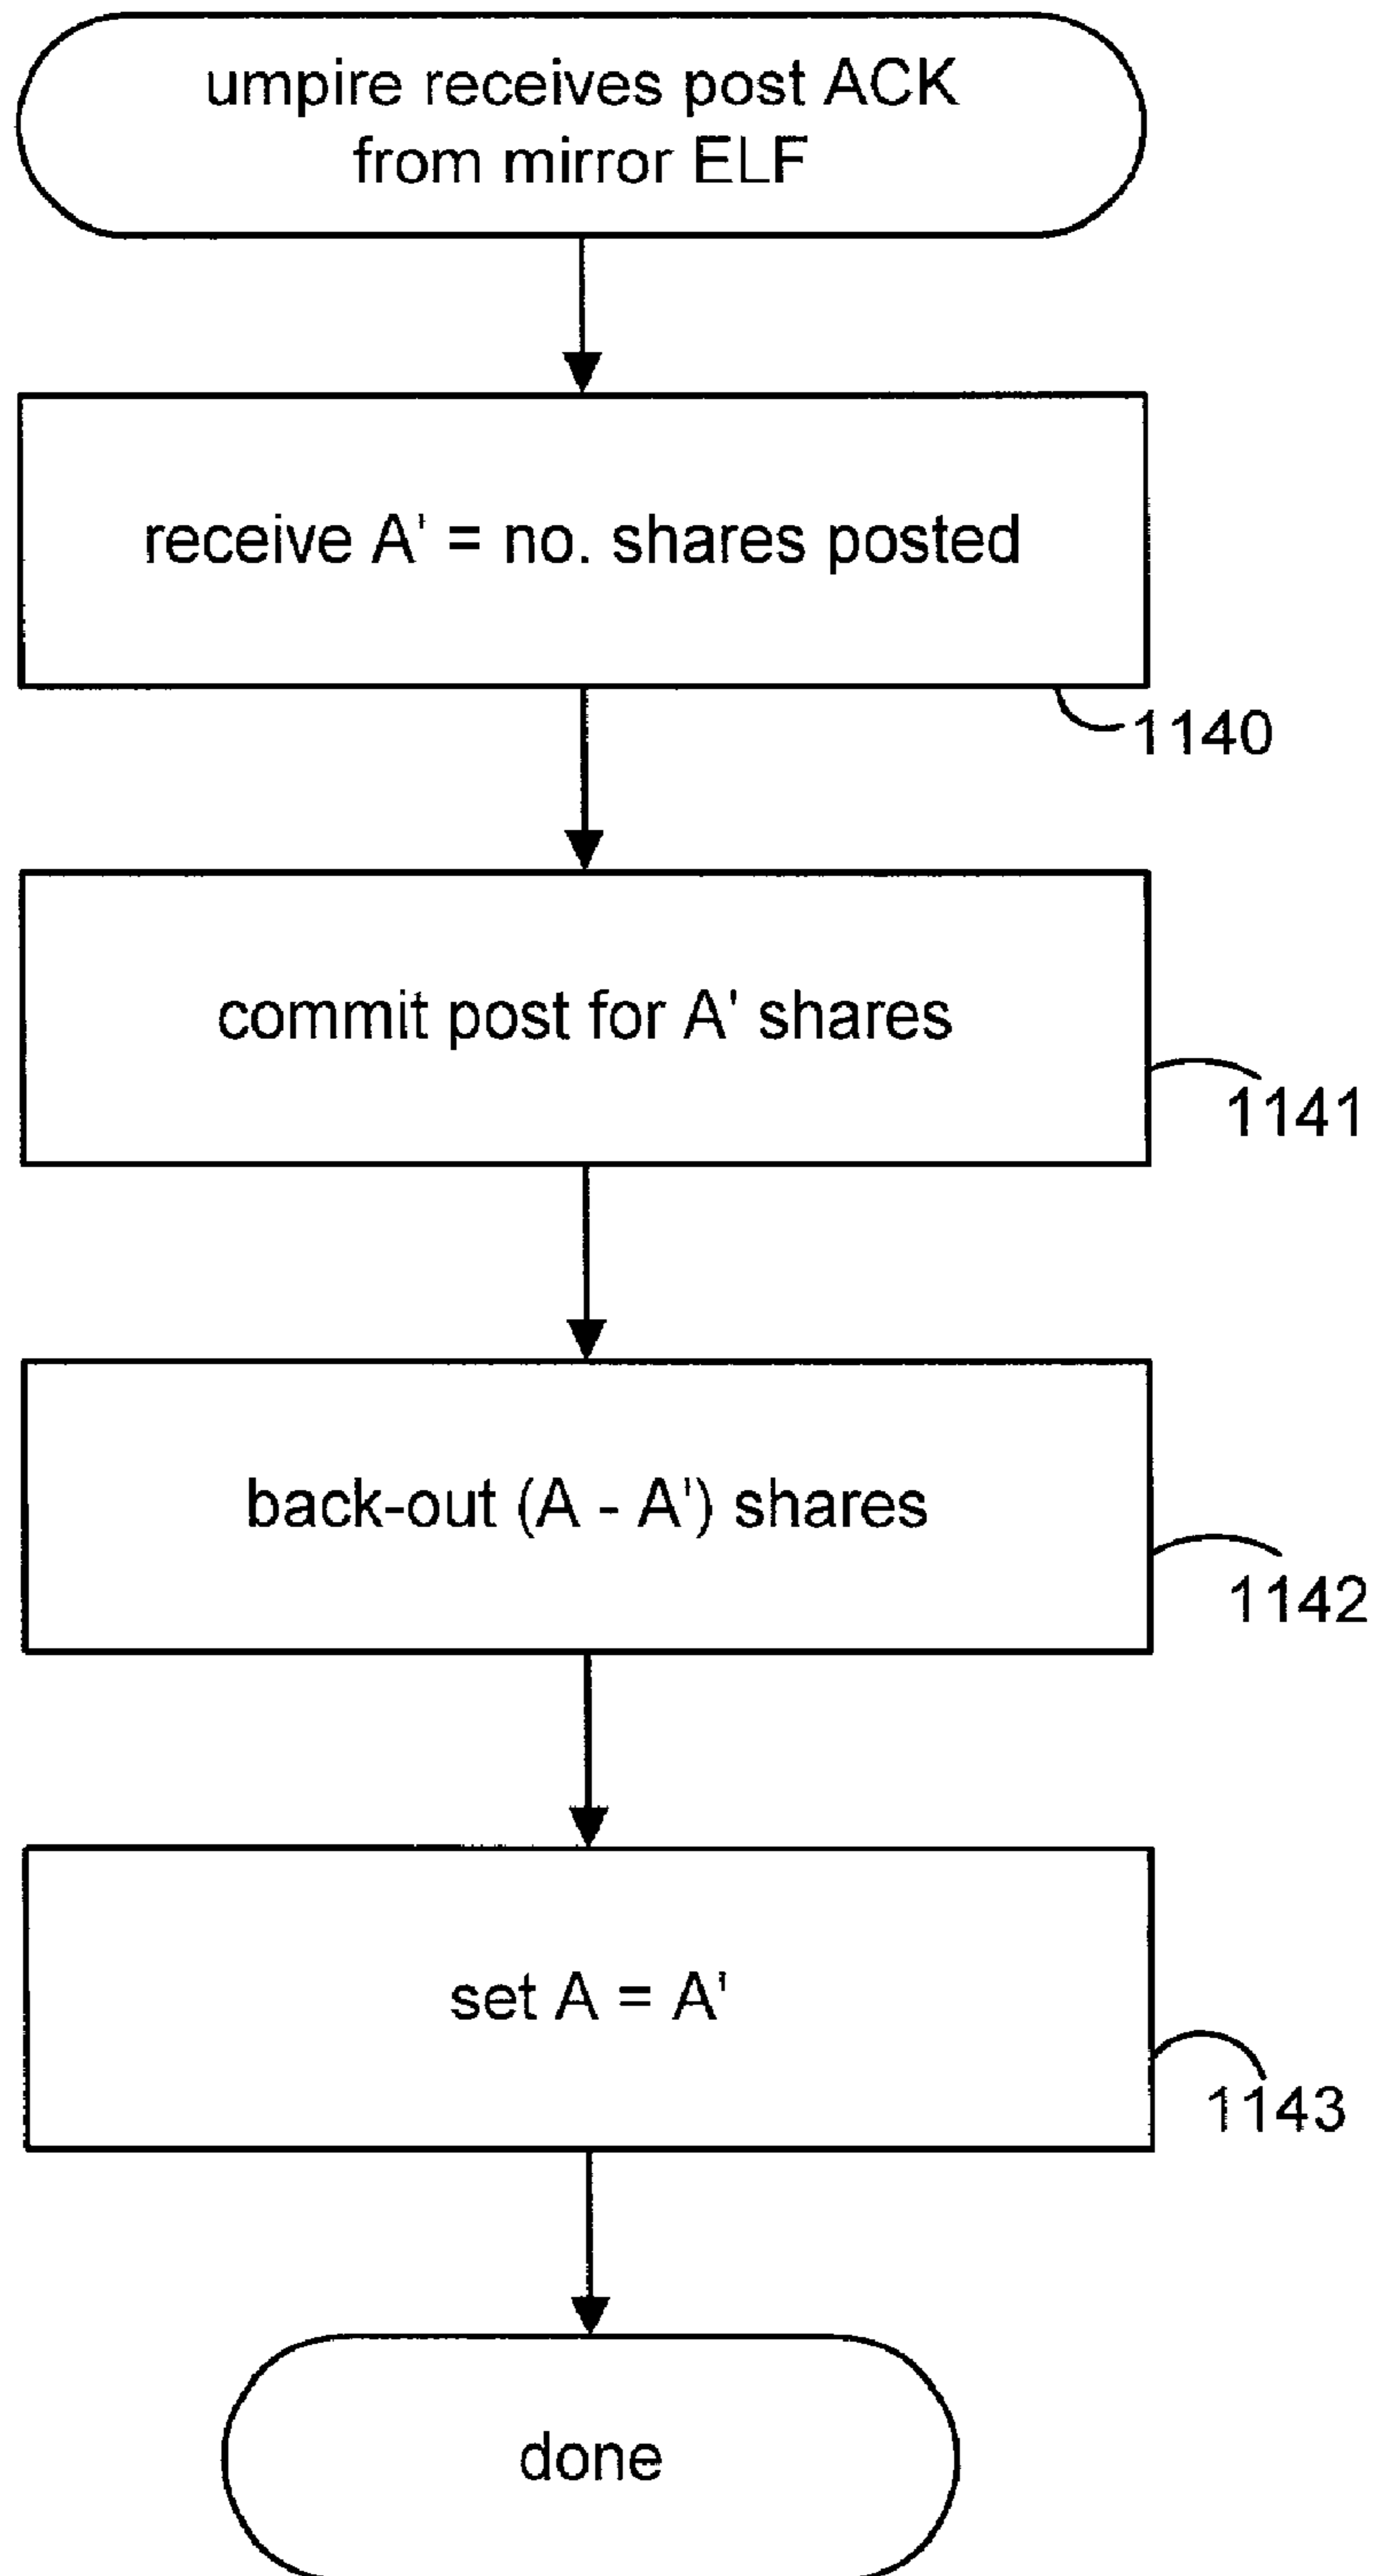 umpire receives post ACK
from mirror ELF
receive A' = no. shares posted
1140
commit post for A' shares
1141
back-out (A - A') shares
1142
set A = A'
1143
done